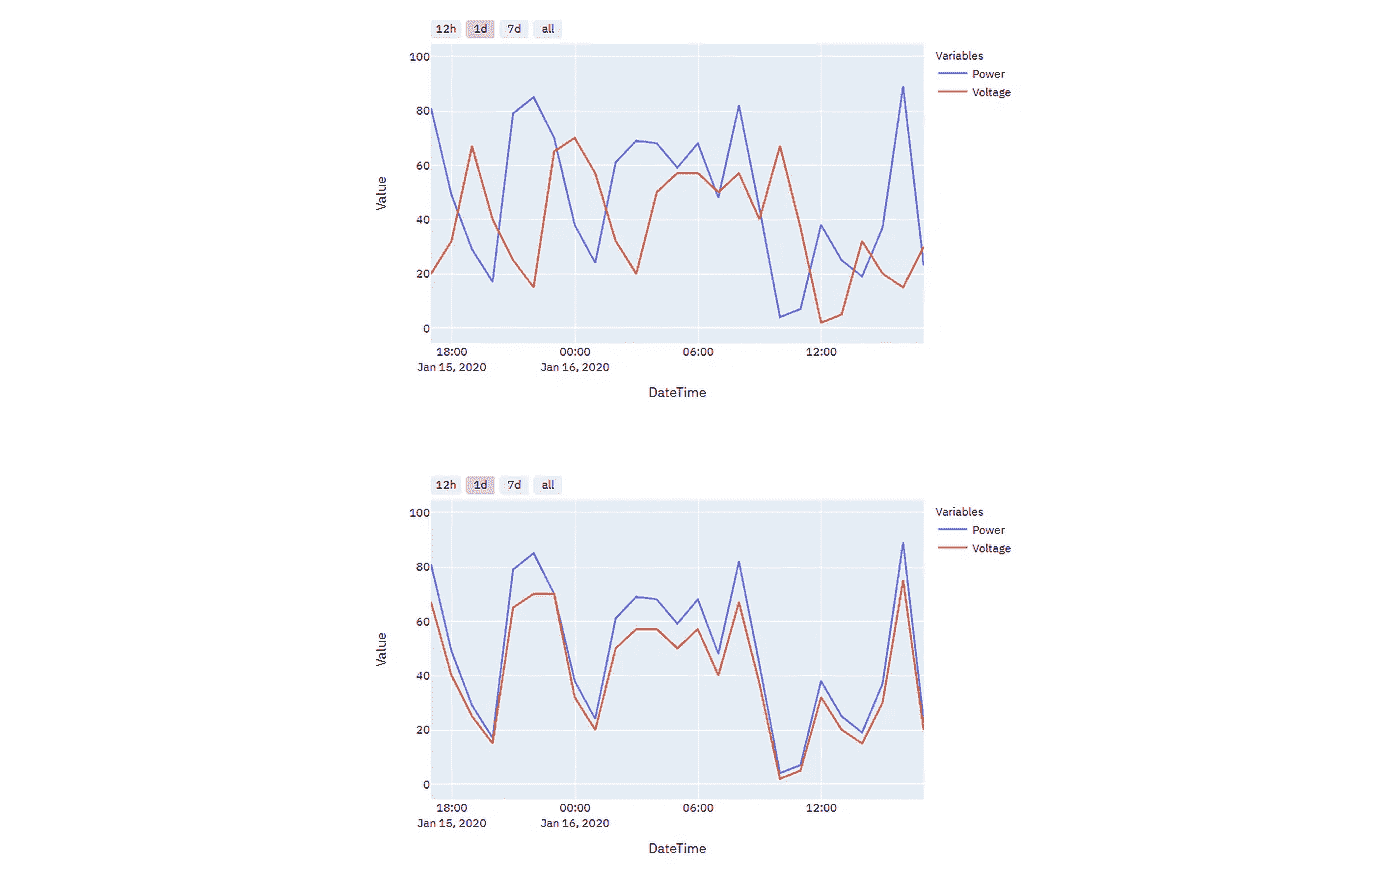 12h 1d 7d all
Variables
Power
Voltage
100
80
60
40
20
0
Value
18:00 00:00 06:00 12:00
Jan 15, 2020 Jan 16, 2020
DateTime
12h 1d 7d all
Variables
Power
Voltage
100
80
60
40
20
0
Value
18:00 00:00 06:00 12:00
Jan 15, 2020 Jan 16, 2020
DateTime